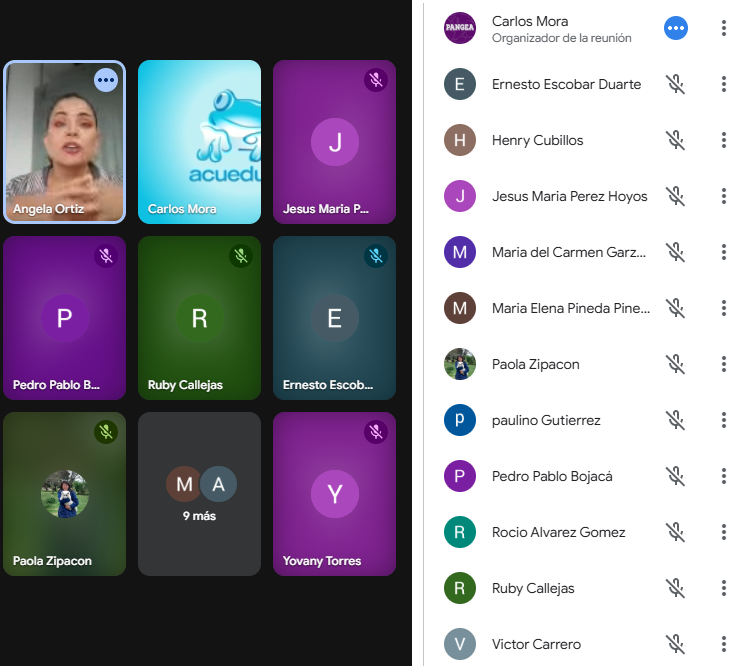 acuedu
Angela Ortiz
Carlos Mora
J
Jesus Maria P...
P
Pedro Pablo B...
R
Ruby Callejas
E
Ernesto Escob...
Paola Zipacon
M A
9 más
Y
Yovany Torres
PANGEA
Carlos Mora
Organizador de la reunión
E
Ernesto Escobar Duarte
H
Henry Cubillos
J
Jesus Maria Perez Hoyos
M
Maria del Carmen Garz...
M
Maria Elena Pineda Pine...
Paola Zipacon
p
paulino Gutierrez
P
Pedro Pablo Bojacá
R
Rocio Alvarez Gomez
R
Ruby Callejas
V
Victor Carrero